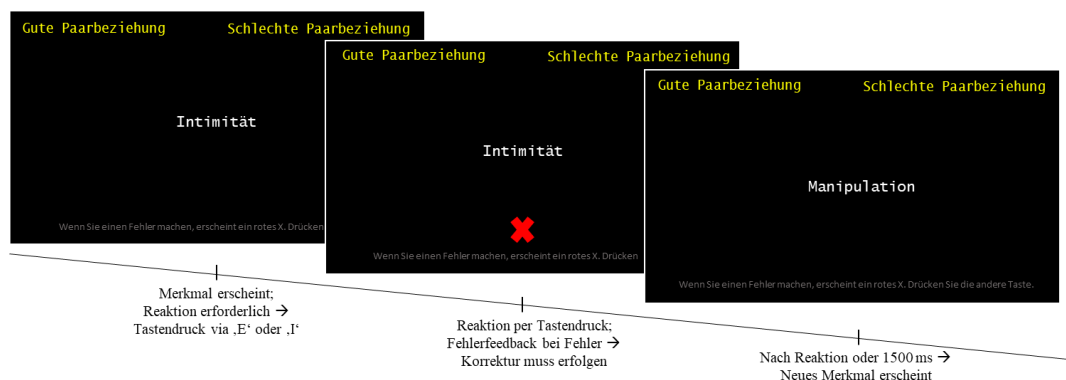 Gute Paarbeziehung Schlechte Paarbeziehung
Intimität
Wenn Sie einen Fehler machen, erscheint ein rotes X. Drücken
Gute Paarbeziehung Schlechte Paarbeziehung
Intimität
Wenn Sie einen Fehler machen, erscheint ein rotes X. Drücken
Gute Paarbeziehung Schlechte Paarbeziehung
Manipulation
Wenn Sie einen Fehler machen, erscheint ein rotes X. Drücken Sie die andere Taste.
Merkmal erscheint;
Reaktion erforderlich →
Tastendruck via ‚E‘ oder ‚I‘
Reaktion per Tastendruck;
Fehlerfeedback bei Fehler →
Korrektur muss erfolgen
Nach Reaktion oder 1500 ms →
Neues Merkmal erscheint